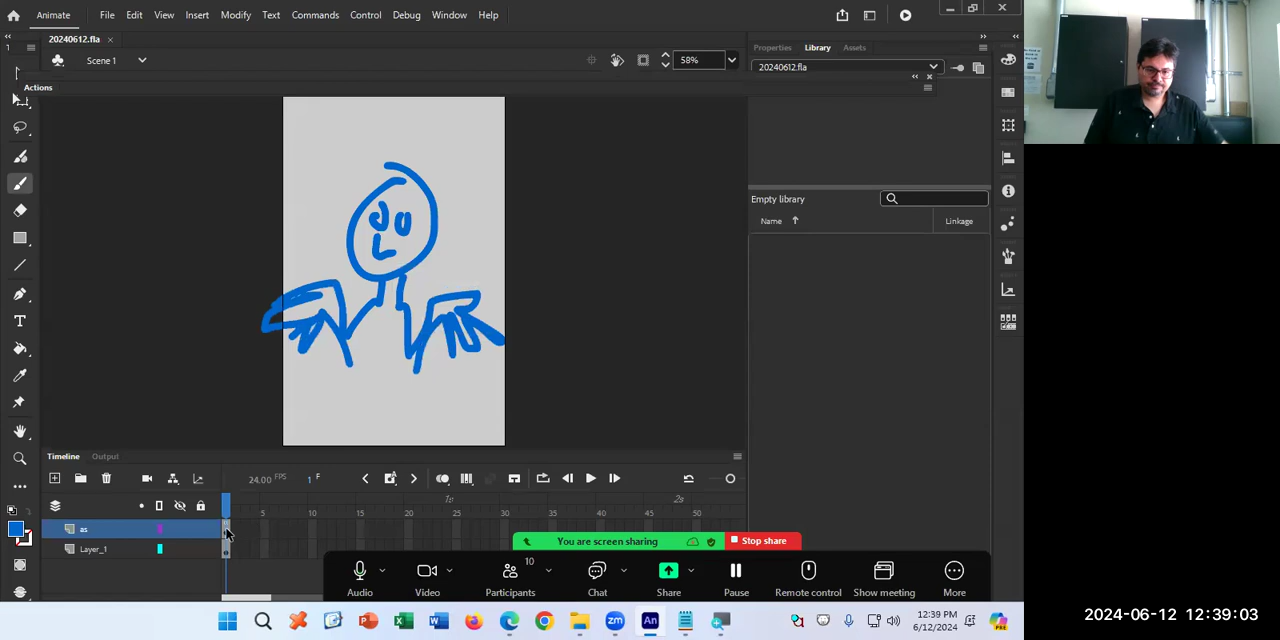 Animate File Edit View Insert Modify Text Commands Control Debug Window Help
20240612.fla ×
Properties Library Assets
Scene 1 58% 20240612.fla
Actions
Empty library
Name Linkage
Timeline Output
24.00 FPS 1 F
1s 2s
5 10 15 20 25 30 35 40 45 50
as
Layer_1
You are screen sharing Stop share
10
Audio Video Participants Chat Share Pause Remote control Show meeting More
12:39 PM
6/12/2024
2024-06-12 12:39:03